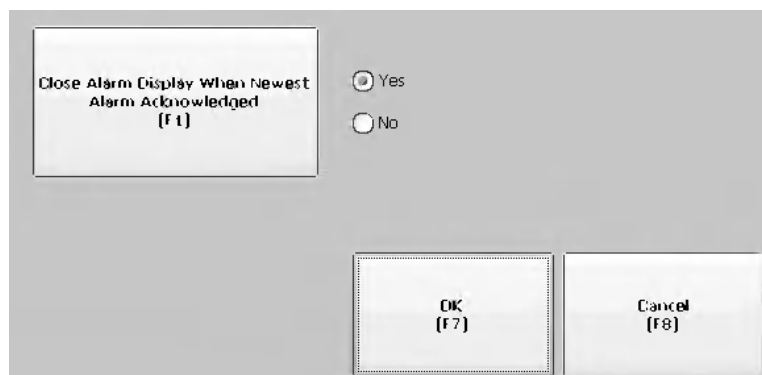 Close Alarm Display When Newest
Alarm Acknowledged
[F1]
Yes
No
OK
[F7]
Cancel
[F8]